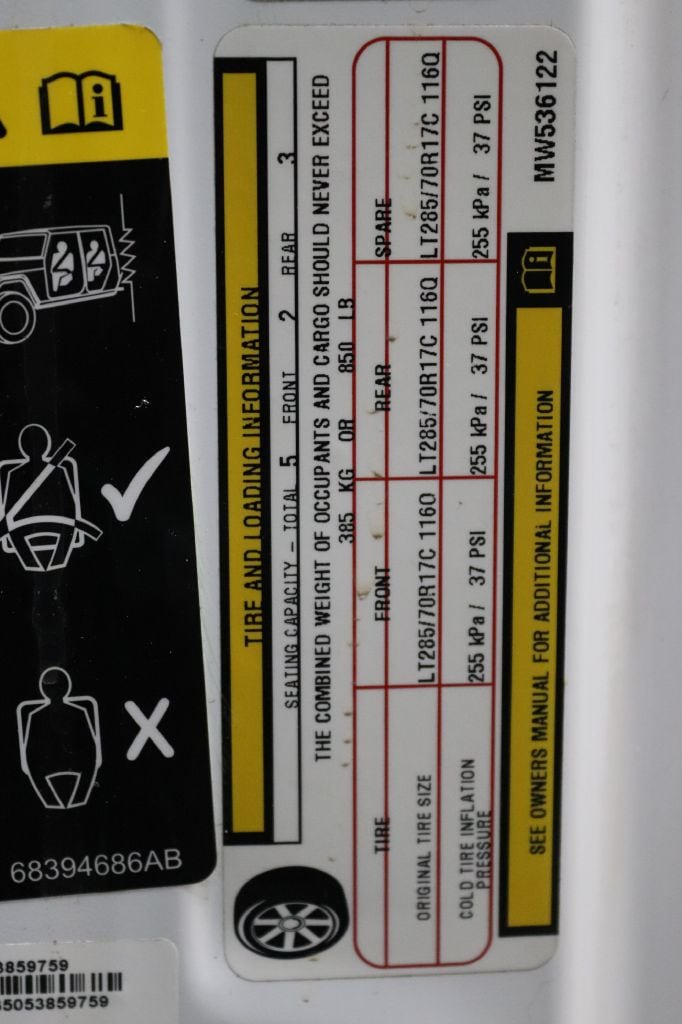 TIRE AND LOADING INFORMATION
SEATING CAPACITY – TOTAL 5 FRONT 2 REAR 3
THE COMBINED WEIGHT OF OCCUPANTS AND CARGO SHOULD NEVER EXCEED
385 KG OR 850 LB
TIRE FRONT REAR SPARE
ORIGINAL TIRE SIZE LT285/70R17C 116Q LT285/70R17C 116Q LT285/70R17C 116Q
COLD TIRE INFLATION PRESSURE 255 kPa / 37 PSI 255 kPa / 37 PSI 255 kPa / 37 PSI
SEE OWNERS MANUAL FOR ADDITIONAL INFORMATION
MW536122
68394686AB
3859759
5053859759